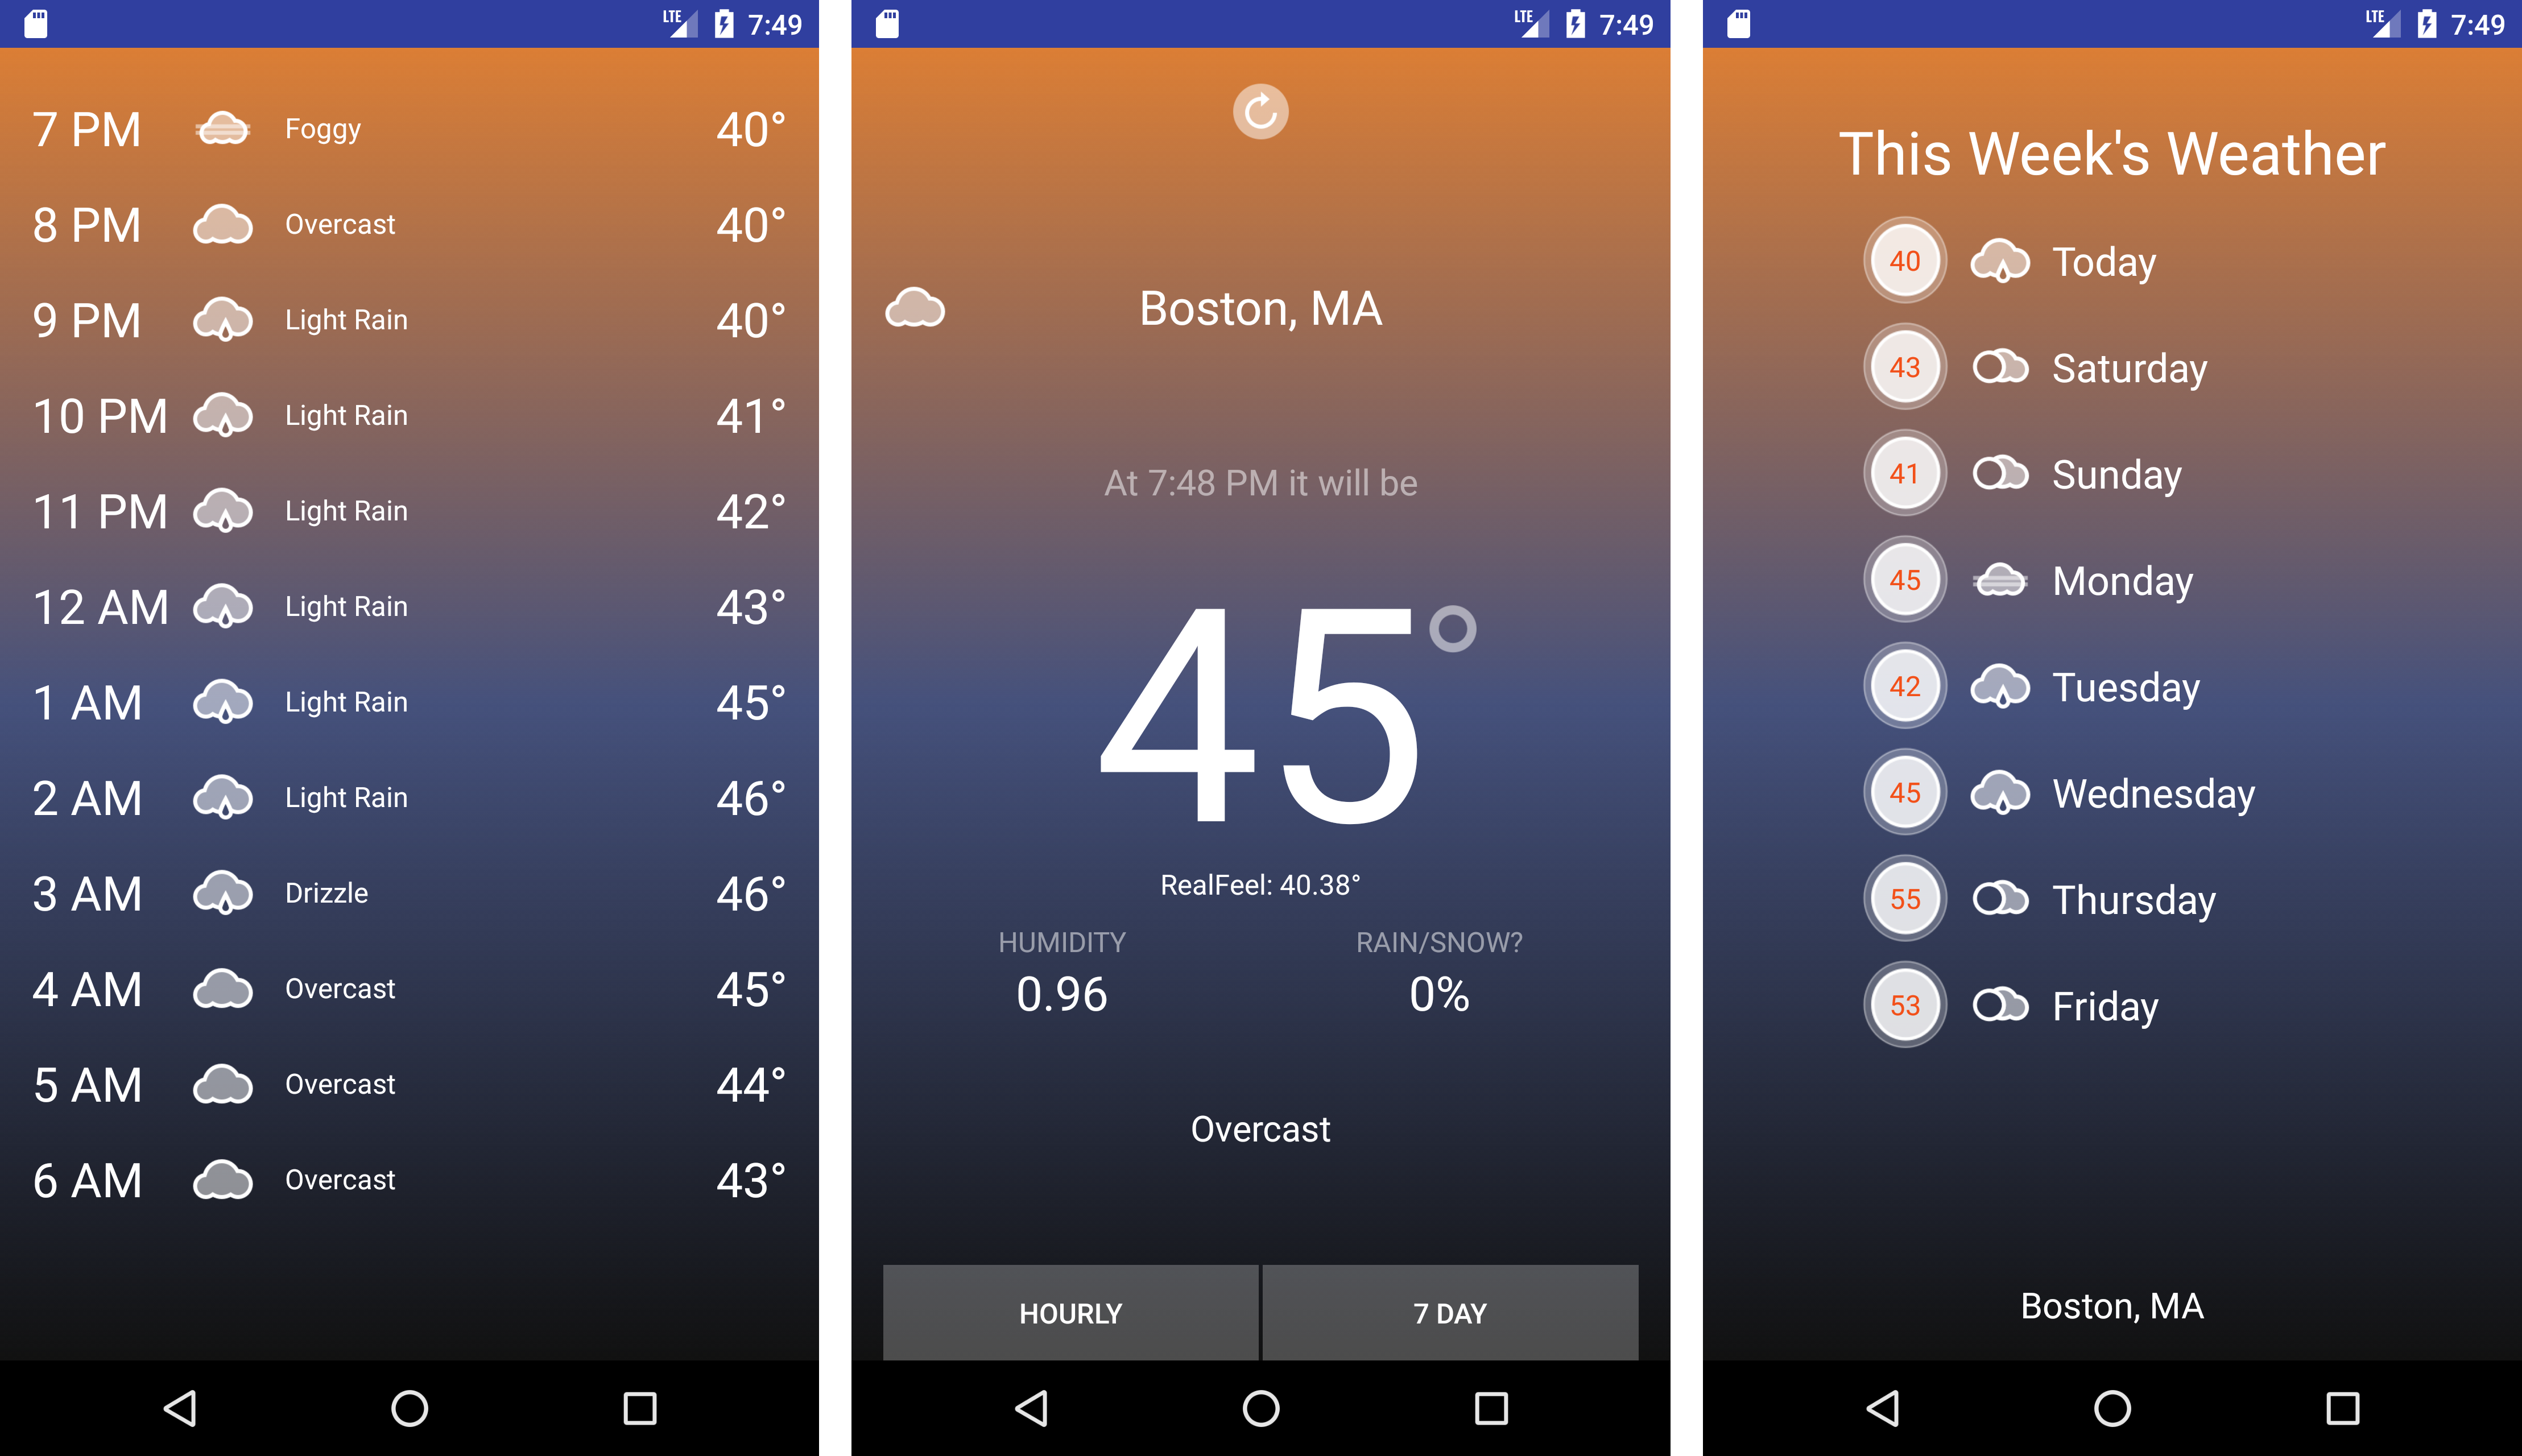 LTE 7:49
7 PM Foggy 40°
8 PM Overcast 40°
9 PM Light Rain 40°
10 PM Light Rain 41°
11 PM Light Rain 42°
12 AM Light Rain 43°
1 AM Light Rain 45°
2 AM Light Rain 46°
3 AM Drizzle 46°
4 AM Overcast 45°
5 AM Overcast 44°
6 AM Overcast 43°
LTE 7:49
Boston, MA
At 7:48 PM it will be
45°
RealFeel: 40.38°
HUMIDITY RAIN/SNOW?
0.96 0%
Overcast
HOURLY 7 DAY
LTE 7:49
This Week's Weather
40 Today
43 Saturday
41 Sunday
45 Monday
42 Tuesday
45 Wednesday
55 Thursday
53 Friday
Boston, MA